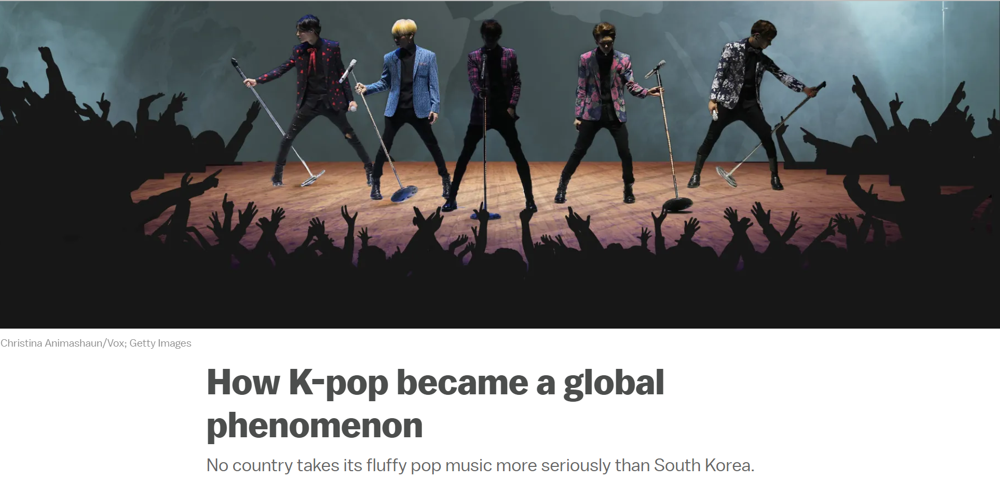 Christina Animashaun/Vox; Getty Images
How K-pop became a global
phenomenon
No country takes its fluffy pop music more seriously than South Korea.